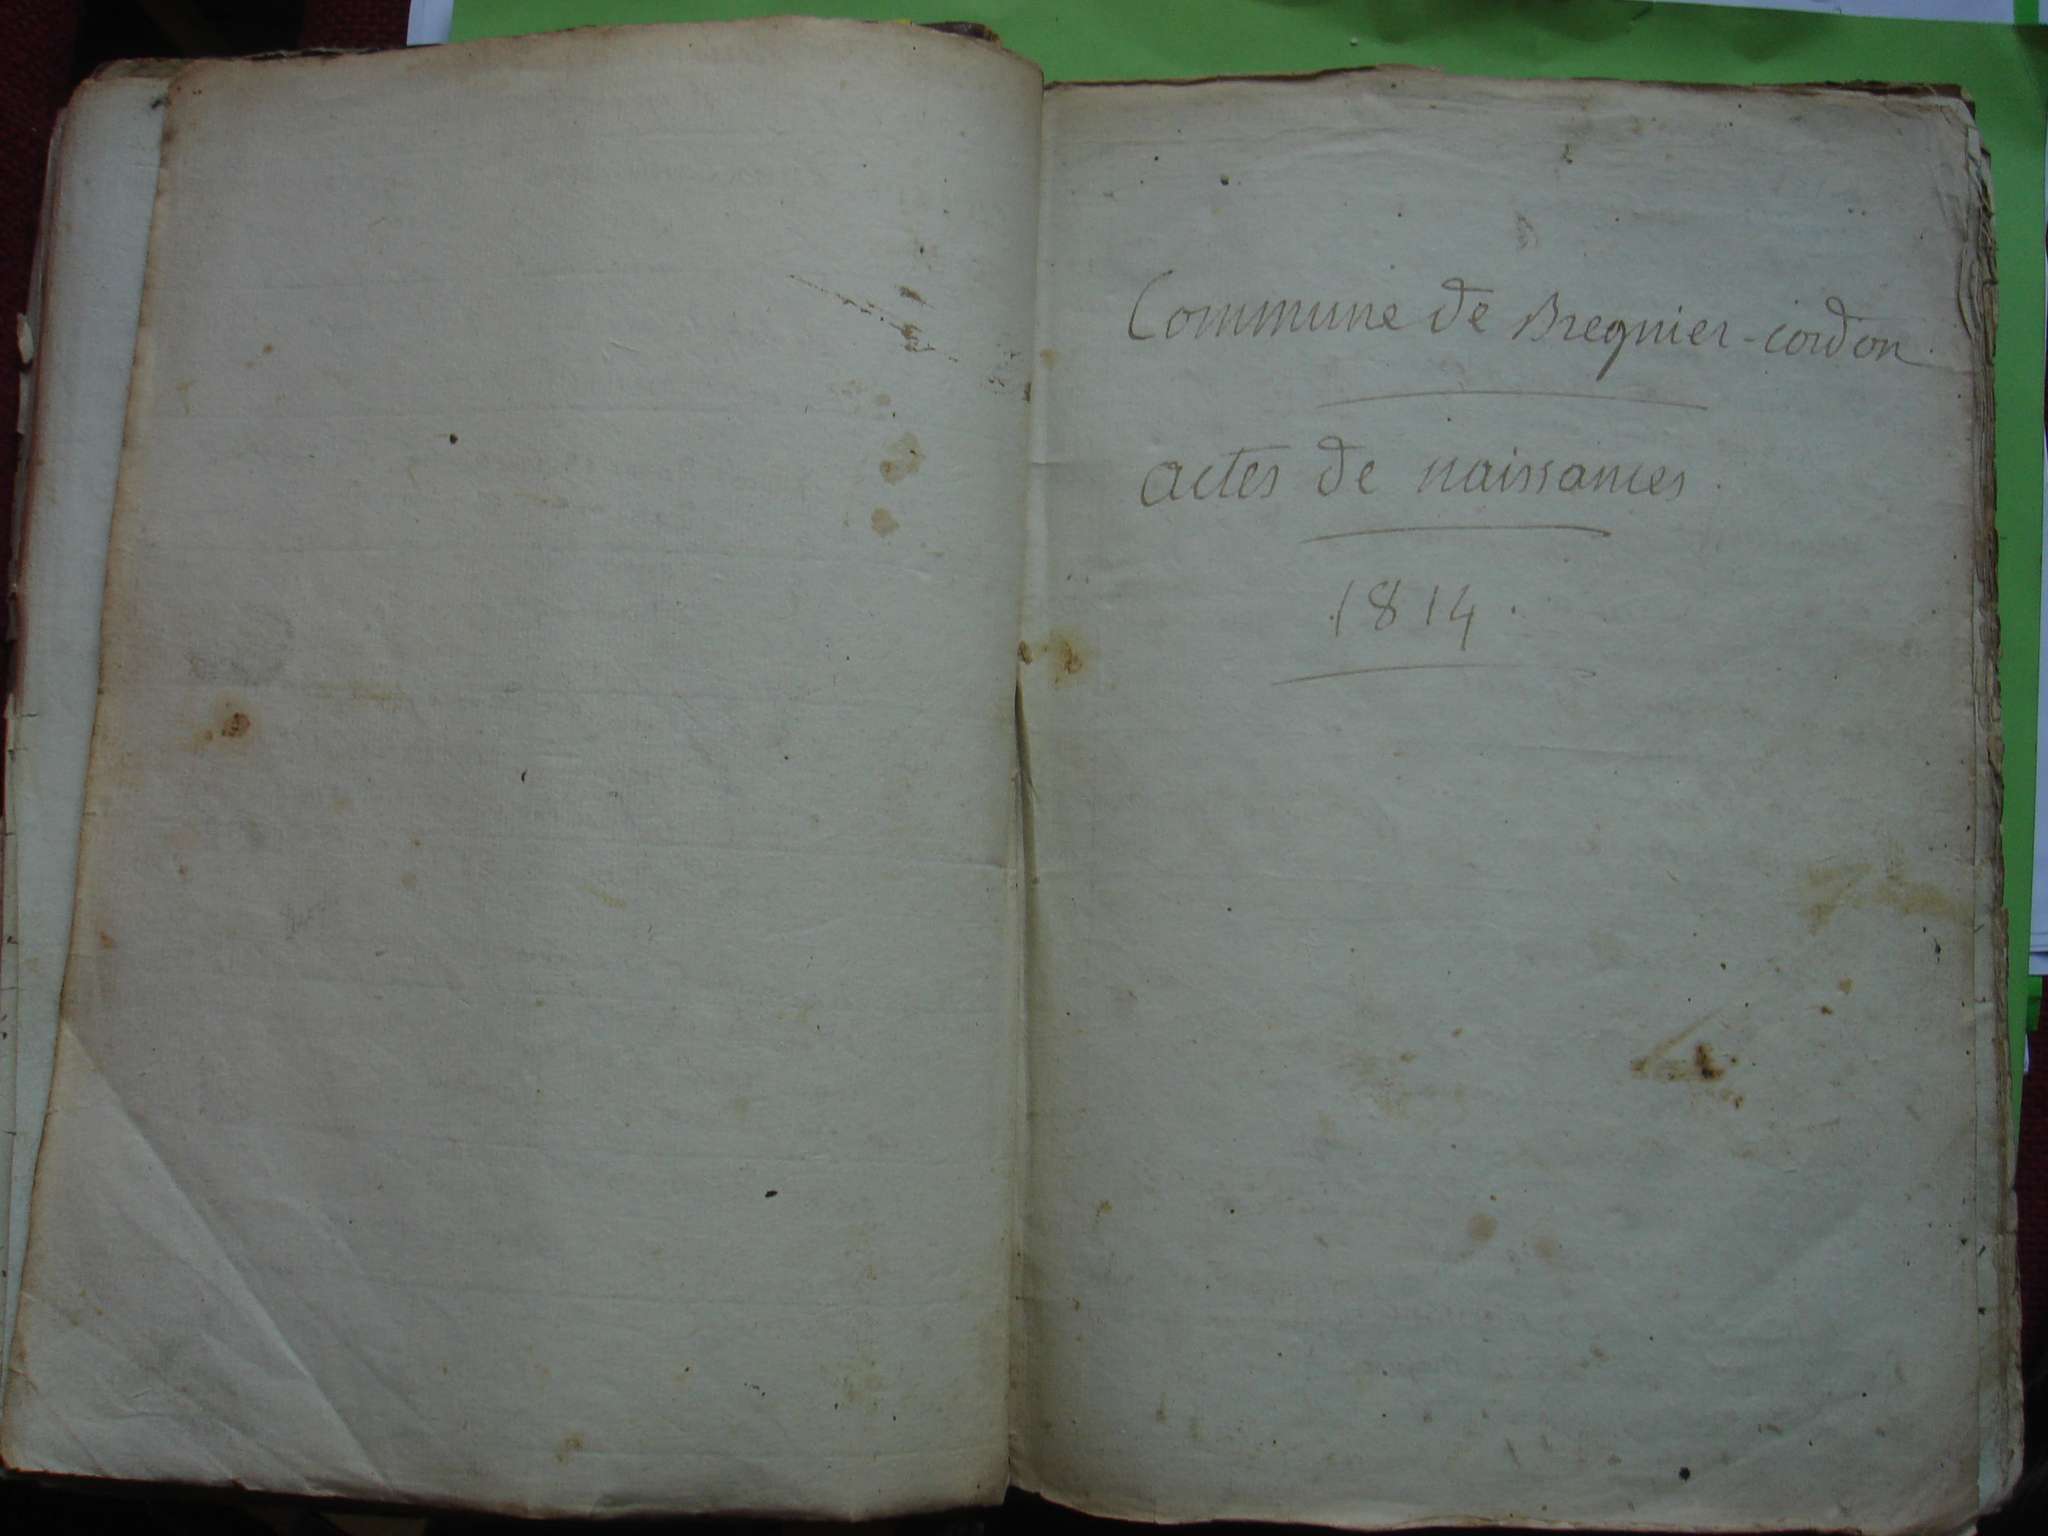 Commune de Bregnier-cordon.
actes de naissances.
1814.